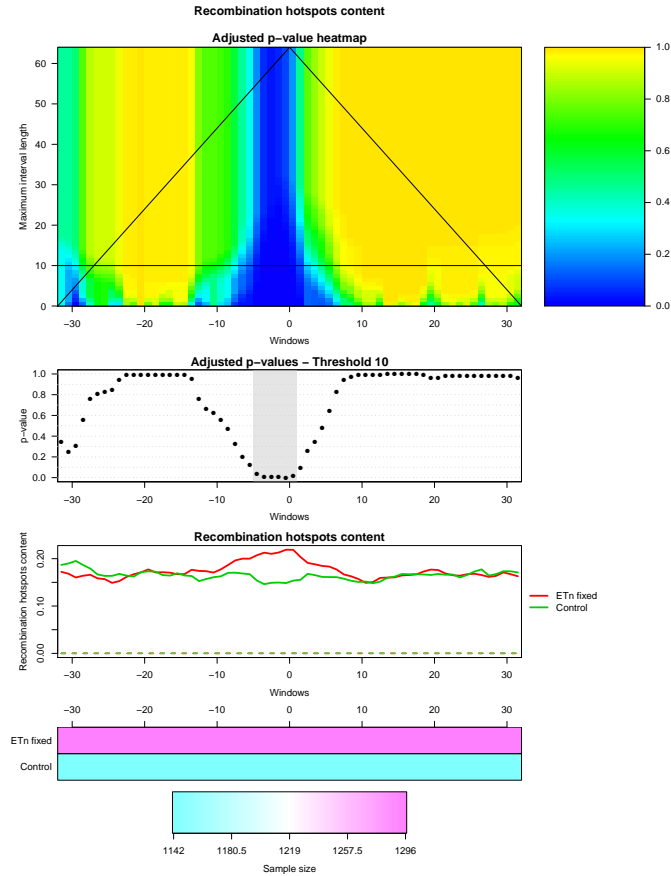 Recombination hotspots content
Adjusted p-value heatmap
Maximum interval length
0 10 20 30 40 50 60
−30 −20 −10 0 10 20 30
Windows
0.0 0.2 0.4 0.6 0.8 1.0
Adjusted p-values − Threshold 10
p-value
0.0 0.2 0.4 0.6 0.8 1.0
−30 −20 −10 0 10 20 30
Windows
Recombination hotspots content
Recombination hotspots content
0.00 0.10 0.20
−30 −20 −10 0 10 20 30
Windows
ETn fixed
Control
−30 −20 −10 0 10 20 30
ETn fixed
Control
1142 1180.5 1219 1257.5 1296
Sample size